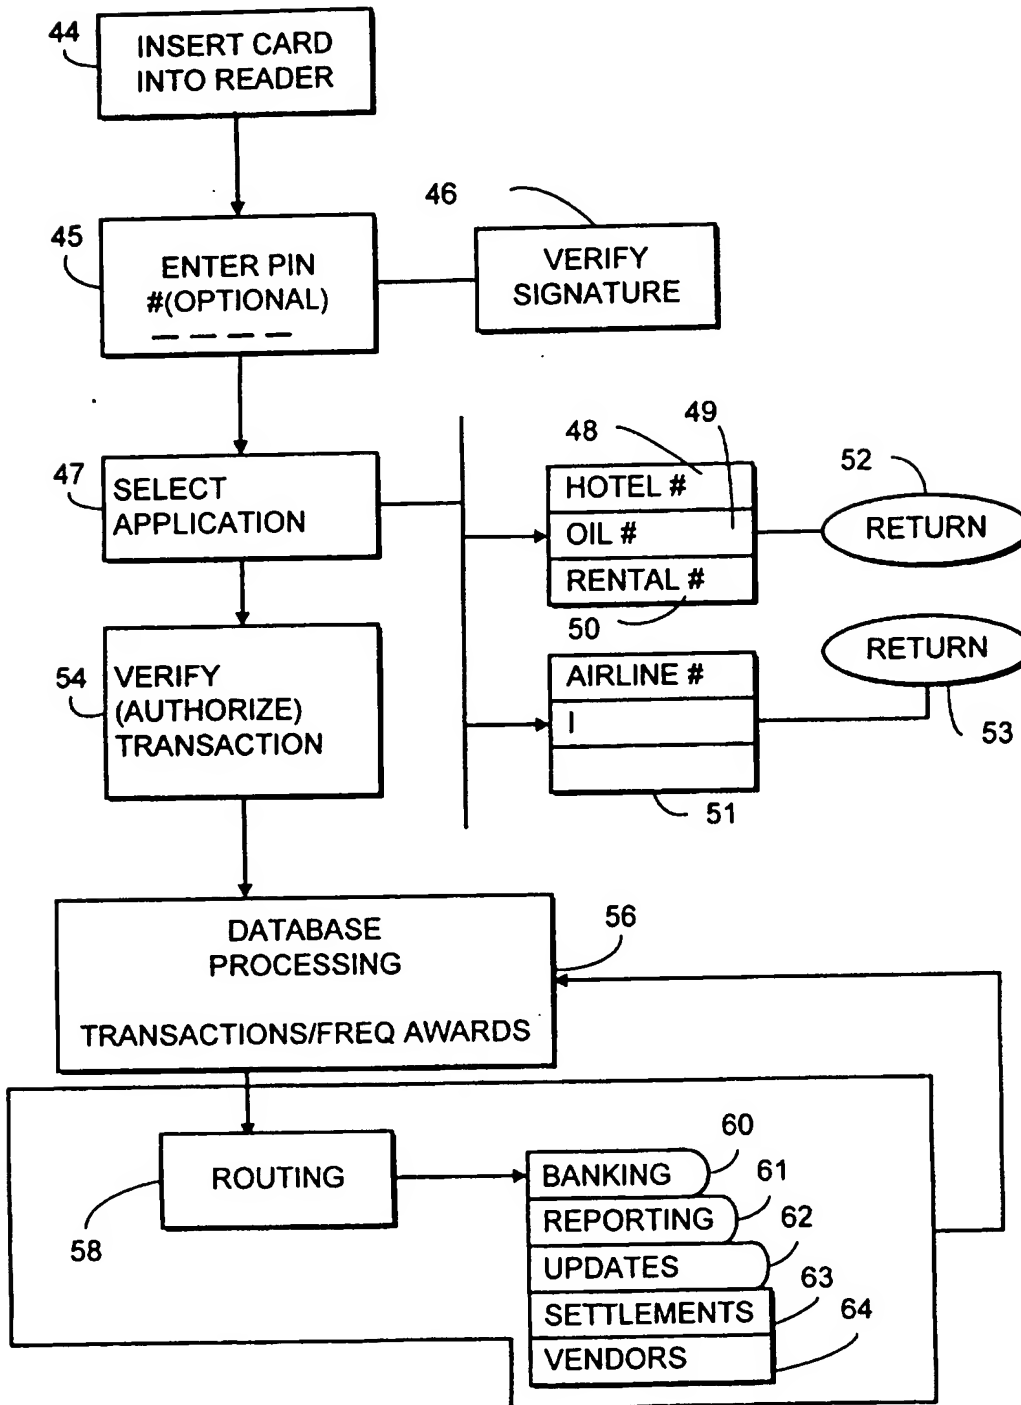 44
INSERT CARD
INTO READER
46
45
ENTER PIN
#(OPTIONAL)
_ _ _ _
VERIFY
SIGNATURE
48
49
52
47
SELECT
APPLICATION
HOTEL #
OIL #
RENTAL #
RETURN
50
54
VERIFY
(AUTHORIZE)
TRANSACTION
AIRLINE #
I
RETURN
53
51
56
DATABASE
PROCESSING
TRANSACTIONS/FREQ AWARDS
58
ROUTING
60
BANKING
61
REPORTING
62
UPDATES
63
SETTLEMENTS
64
VENDORS